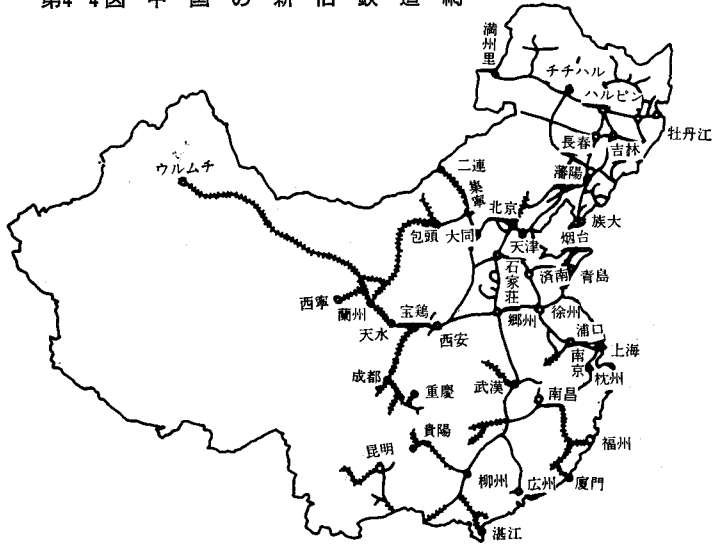 第4-4図 中国の新旧鉄道網
満州里
チチハル
ハルピン
牡丹江
長春
吉林
瀋陽
ウルムチ
二連
集寧
北京
族大
包頭
大同
天津
烟台
石家荘
済南
青島
西寧
蘭州
宝鶏
天水
西安
郷州
徐州
浦口
上海
南京
枕州
成都
重慶
武漢
南昌
貴陽
福州
昆明
柳州
広州
厦門
湛江